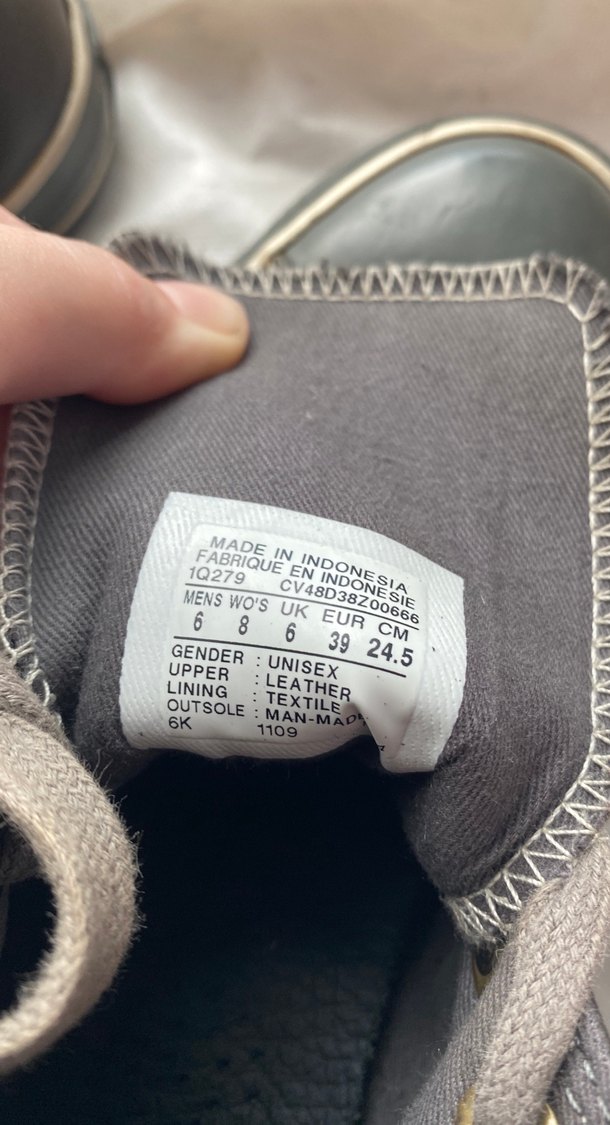 MADE IN INDONESIA
FABRIQUE EN INDONESIE
1Q279 CV48D38Z00666
MENS WO'S UK EUR CM
6 8 6 39 24.5
GENDER : UNISEX
UPPER : LEATHER
LINING : TEXTILE
OUTSOLE : MAN-MADE
6K 1109